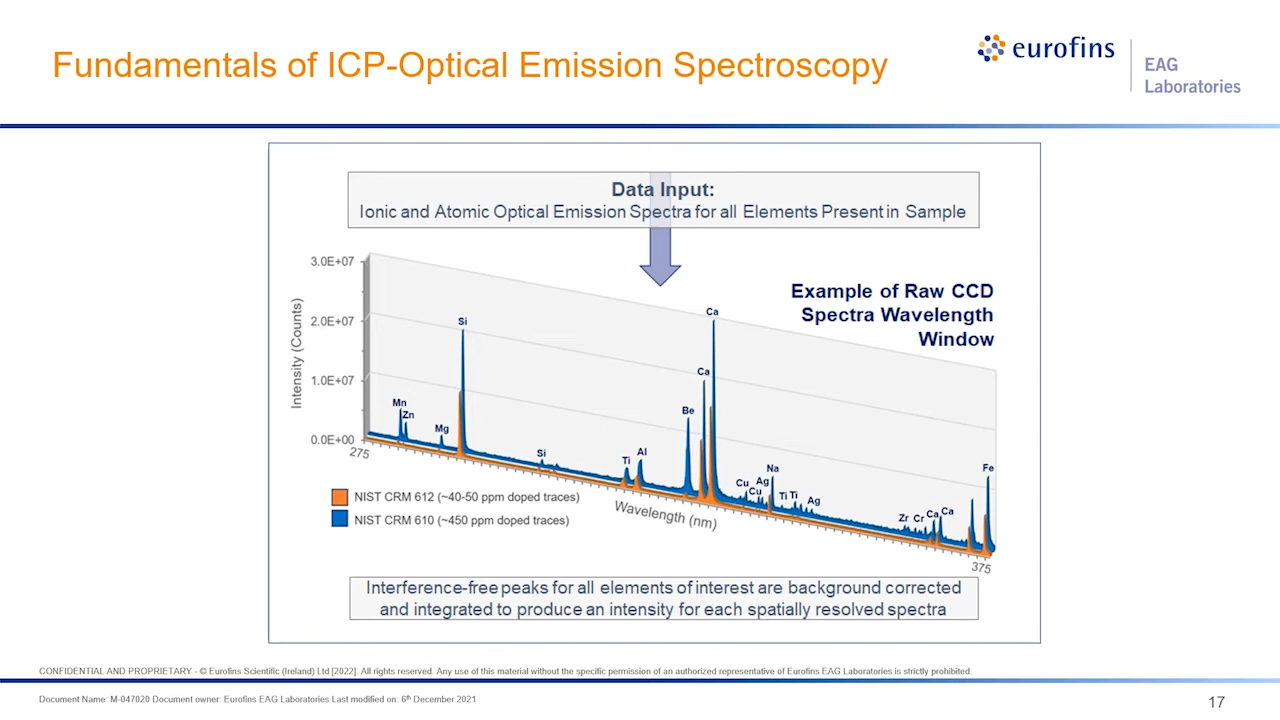 Fundamentals of ICP-Optical Emission Spectroscopy
eurofins
EAG
Laboratories
Data Input:
Ionic and Atomic Optical Emission Spectra for all Elements Present in Sample
Example of Raw CCD
Spectra Wavelength
Window
Intensity (Counts)
3.0E+07
2.0E+07
1.0E+07
0.0E+00
275
Mn
Zn
Mg
Si
Si
Ti
Al
Be
Ca
Ca
Cu
Cu
Ag
Na
Ti Ti
Ag
Zr Cr Ca Ca
Fe
375
Wavelength (nm)
NIST CRM 612 (~40-50 ppm doped traces)
NIST CRM 610 (~450 ppm doped traces)
Interference-free peaks for all elements of interest are background corrected
and integrated to produce an intensity for each spatially resolved spectra
CONFIDENTIAL AND PROPRIETARY - © Eurofins Scientific (Ireland) Ltd [2022]. All rights reserved. Any use of this material without the specific permission of an authorized representative of Eurofins EAG Laboratories is strictly prohibited.
Document Name: M-047020 Document owner: Eurofins EAG Laboratories Last modified on: 6th December 2021
17